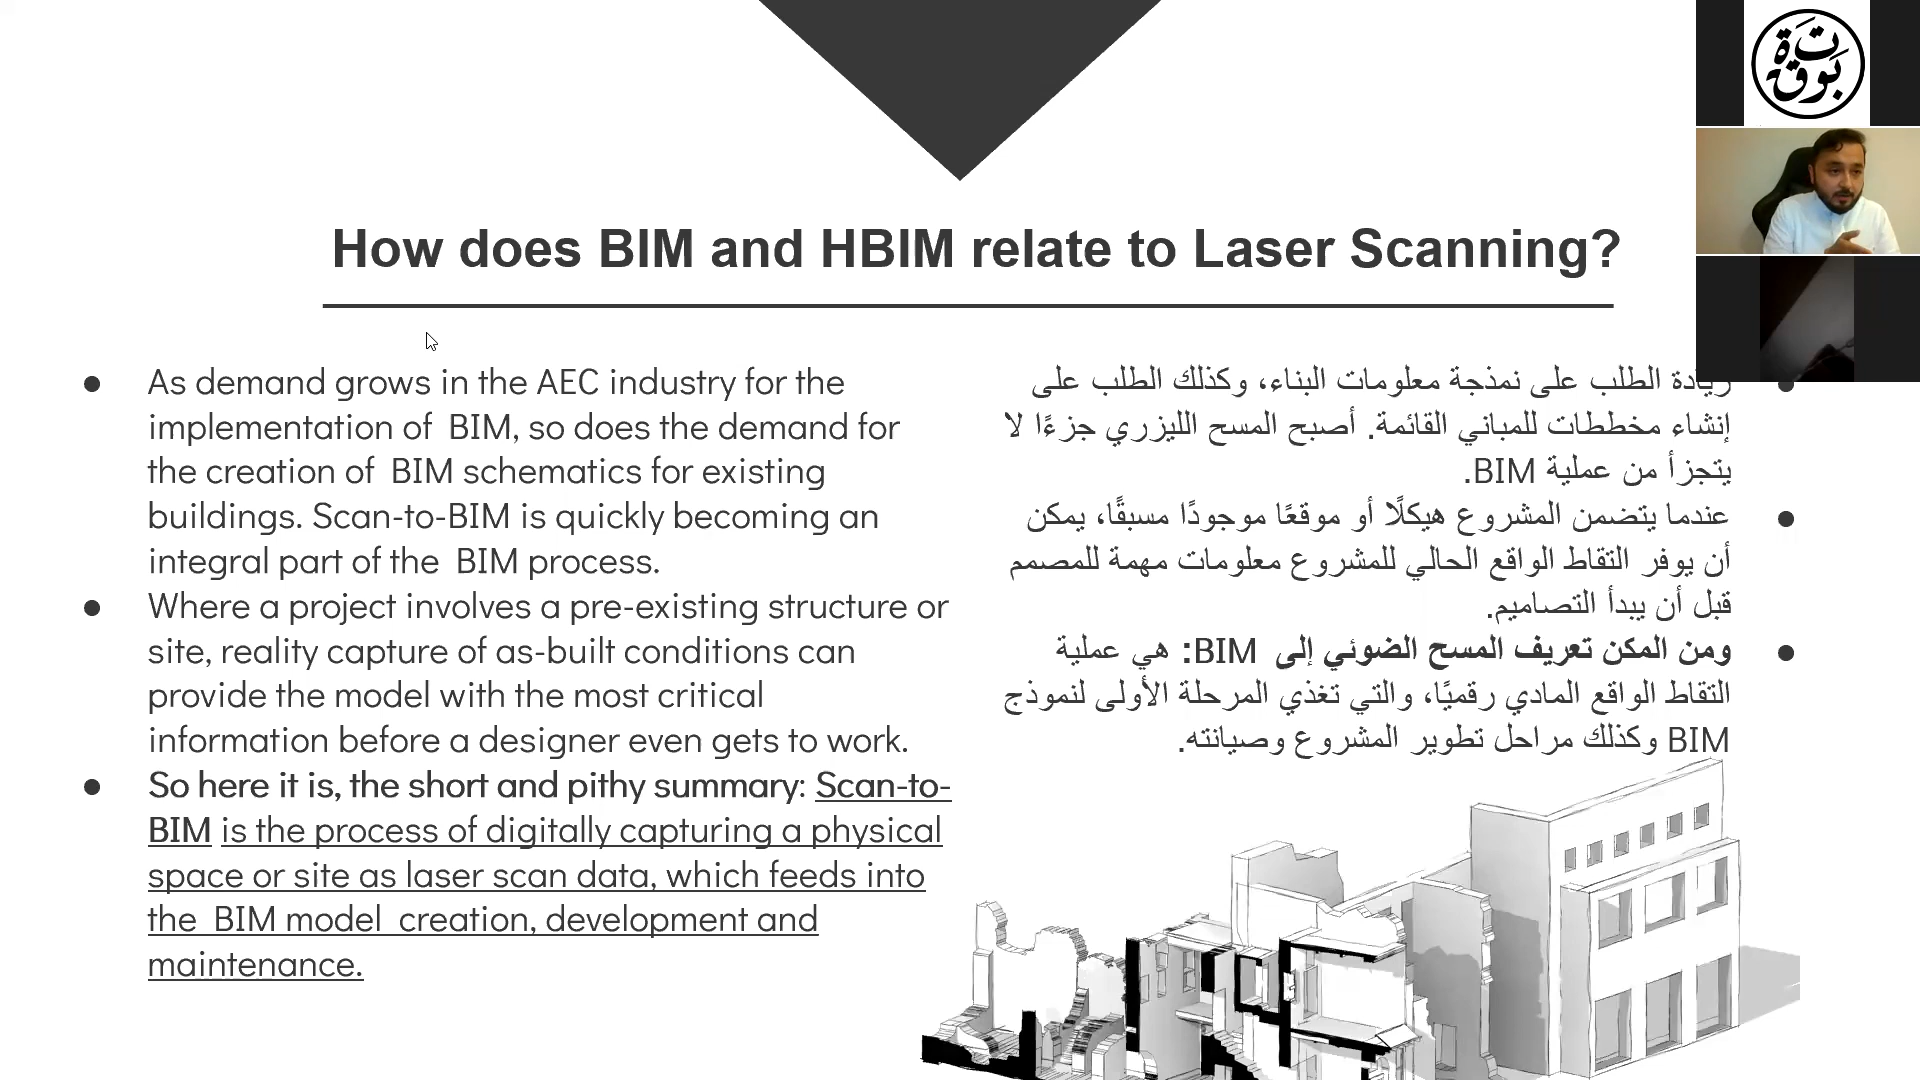 How does BIM and HBIM relate to Laser Scanning?
● As demand grows in the AEC industry for the
implementation of BIM, so does the demand for
the creation of BIM schematics for existing
buildings. Scan-to-BIM is quickly becoming an
integral part of the BIM process.
● Where a project involves a pre-existing structure or
site, reality capture of as-built conditions can
provide the model with the most critical
information before a designer even gets to work.
● So here it is, the short and pithy summary: Scan-to-
BIM is the process of digitally capturing a physical
space or site as laser scan data, which feeds into
the BIM model creation, development and
maintenance.
● زيادة الطلب على نمذجة معلومات البناء، وكذلك الطلب على
إنشاء مخططات للمباني القائمة. أصبح المسح الليزري جزءًا لا
يتجزأ من عملية BIM.
● عندما يتضمن المشروع هيكلًا أو موقعًا موجودًا مسبقًا، يمكن
أن يوفر التقاط الواقع الحالي للمشروع معلومات مهمة للمصمم
قبل أن يبدأ التصاميم.
● ومن المكن تعريف المسح الضوئي إلى BIM: هي عملية
التقاط الواقع المادي رقميًا، والتي تغذي المرحلة الأولى لنموذج
BIM وكذلك مراحل تطوير المشروع وصيانته.